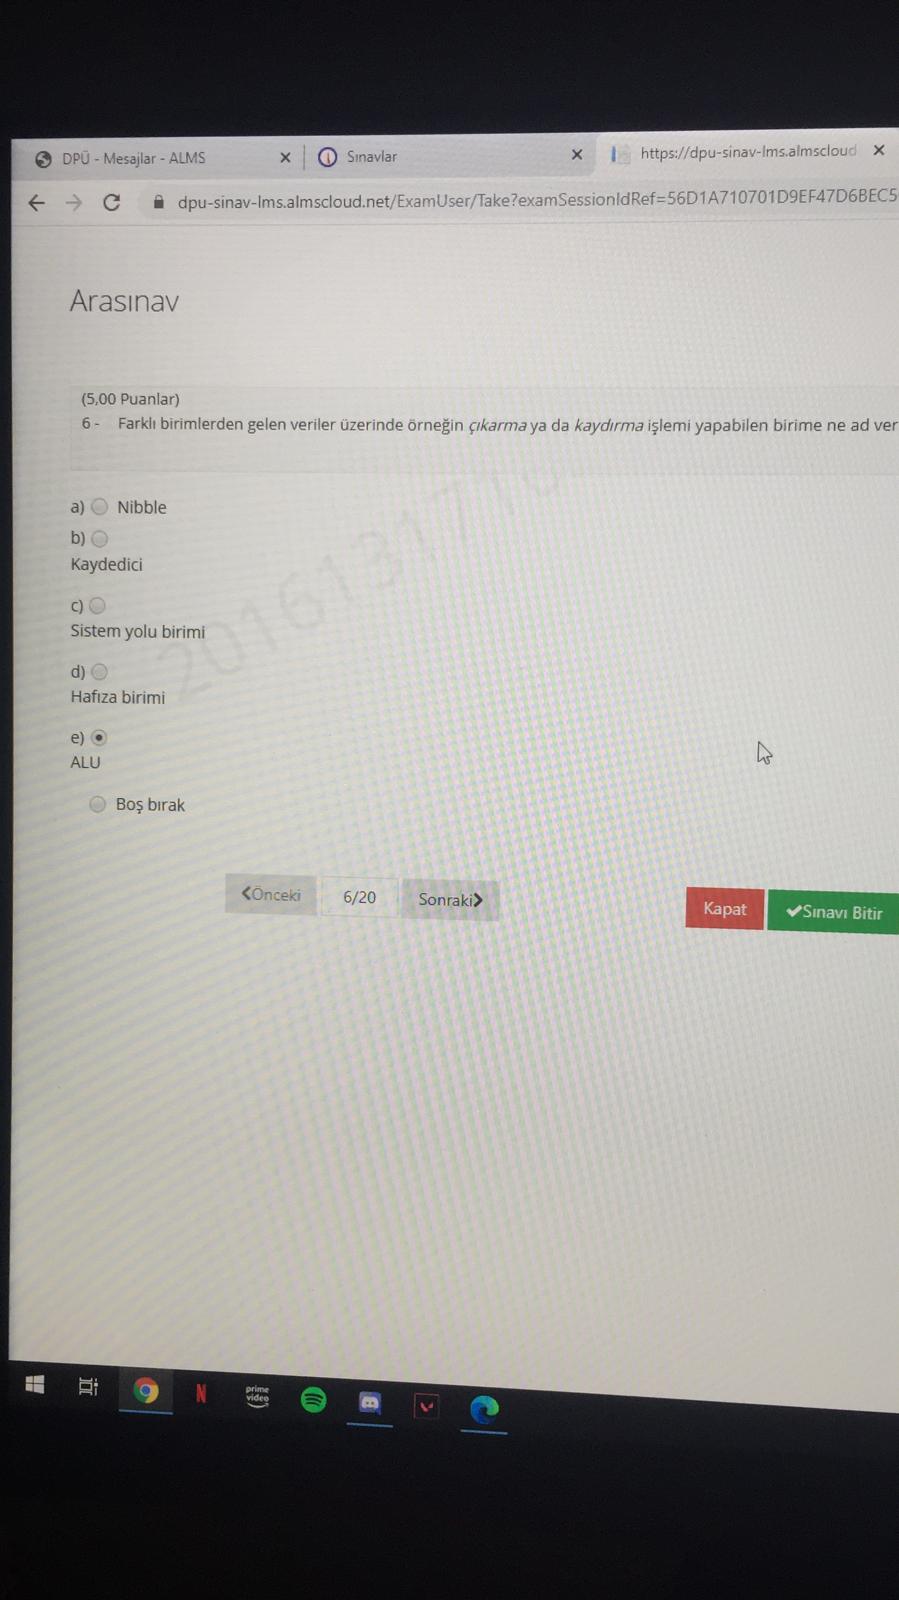 DPÜ - Mesajlar - ALMS
Sınavlar
https://dpu-sinav-lms.almscloud
dpu-sinav-lms.almscloud.net/ExamUser/Take?examSessionIdRef=56D1A710701D9EF47D6BEC5
Arasınav
(5,00 Puanlar)
6 - Farklı birimlerden gelen veriler üzerinde örneğin çıkarma ya da kaydırma işlemi yapabilen birime ne ad ver
a) Nibble
b)
Kaydedici
c)
Sistem yolu birimi
d)
Hafıza birimi
e)
ALU
Boş bırak
Önceki
6/20
Sonraki
Kapat
Sınavı Bitir
prime
video